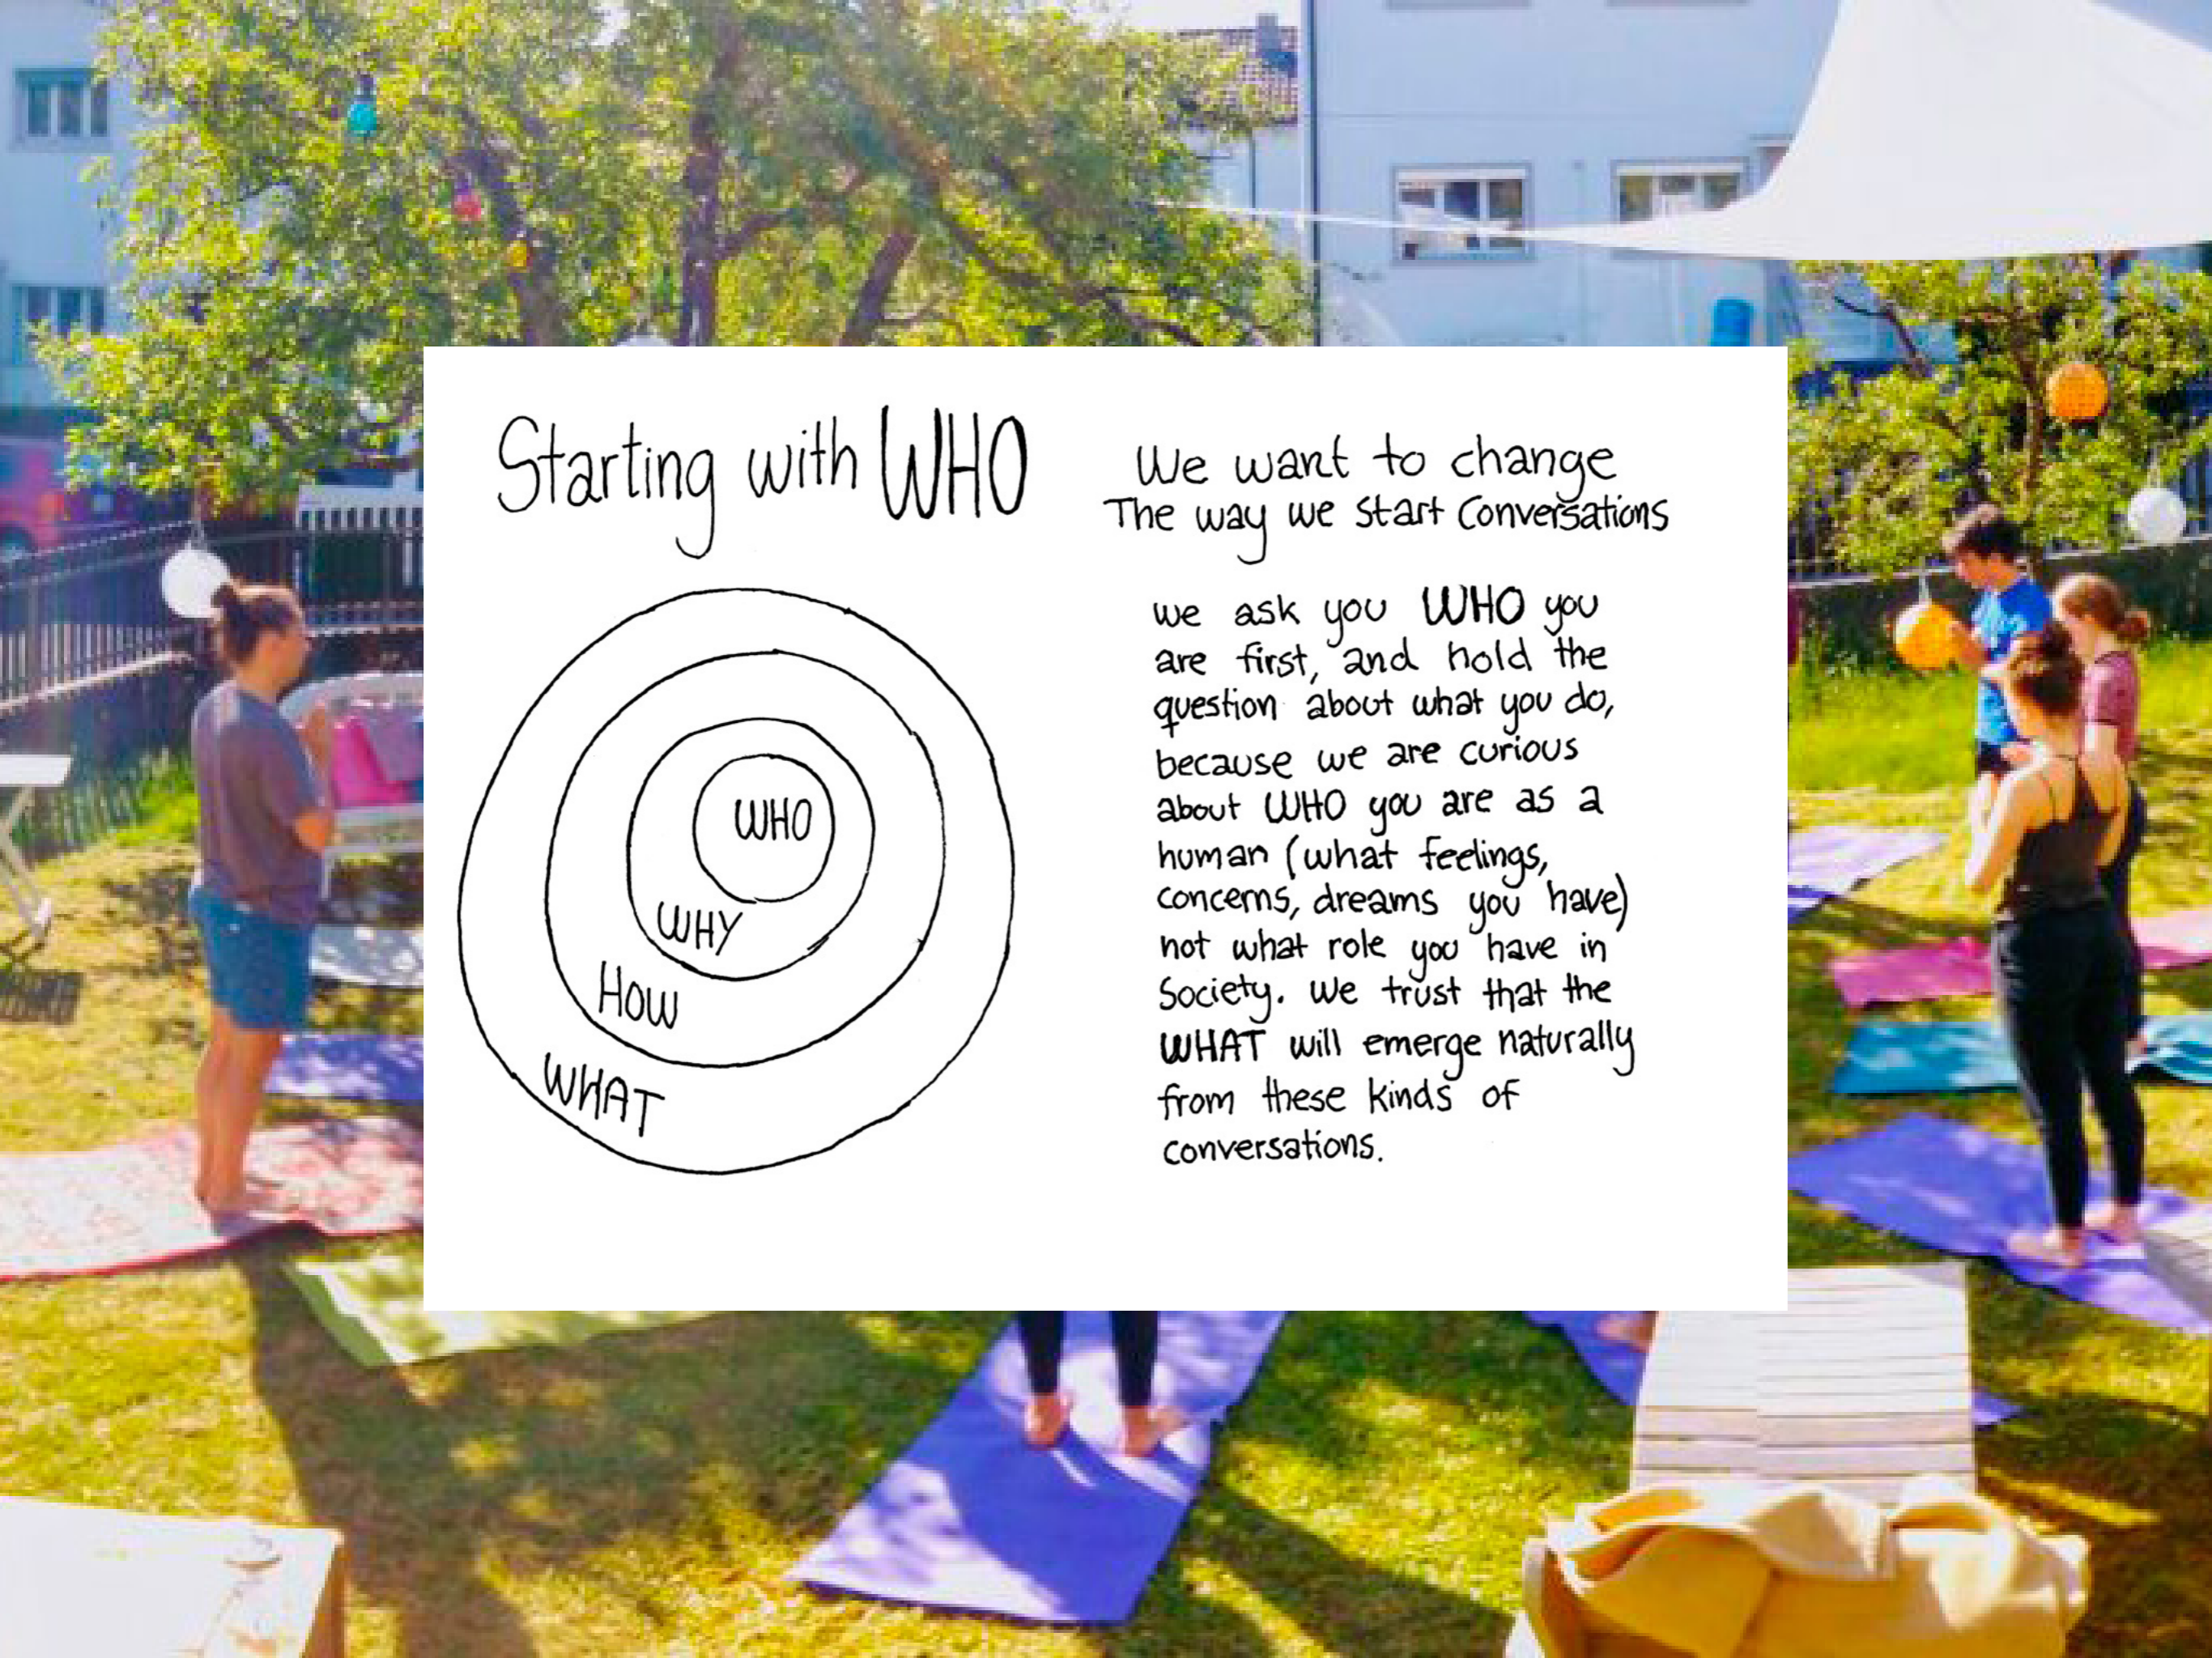 Starting with WHO
WHO
WHY
HOW
WHAT
We want to change
The way we start Conversations
we ask you WHO you
are first, and hold the
question about what you do,
because we are curious
about WHO you are as a
human (what feelings,
concerns, dreams you have)
not what role you have in
Society. We trust that the
WHAT will emerge naturally
from these kinds of
conversations.